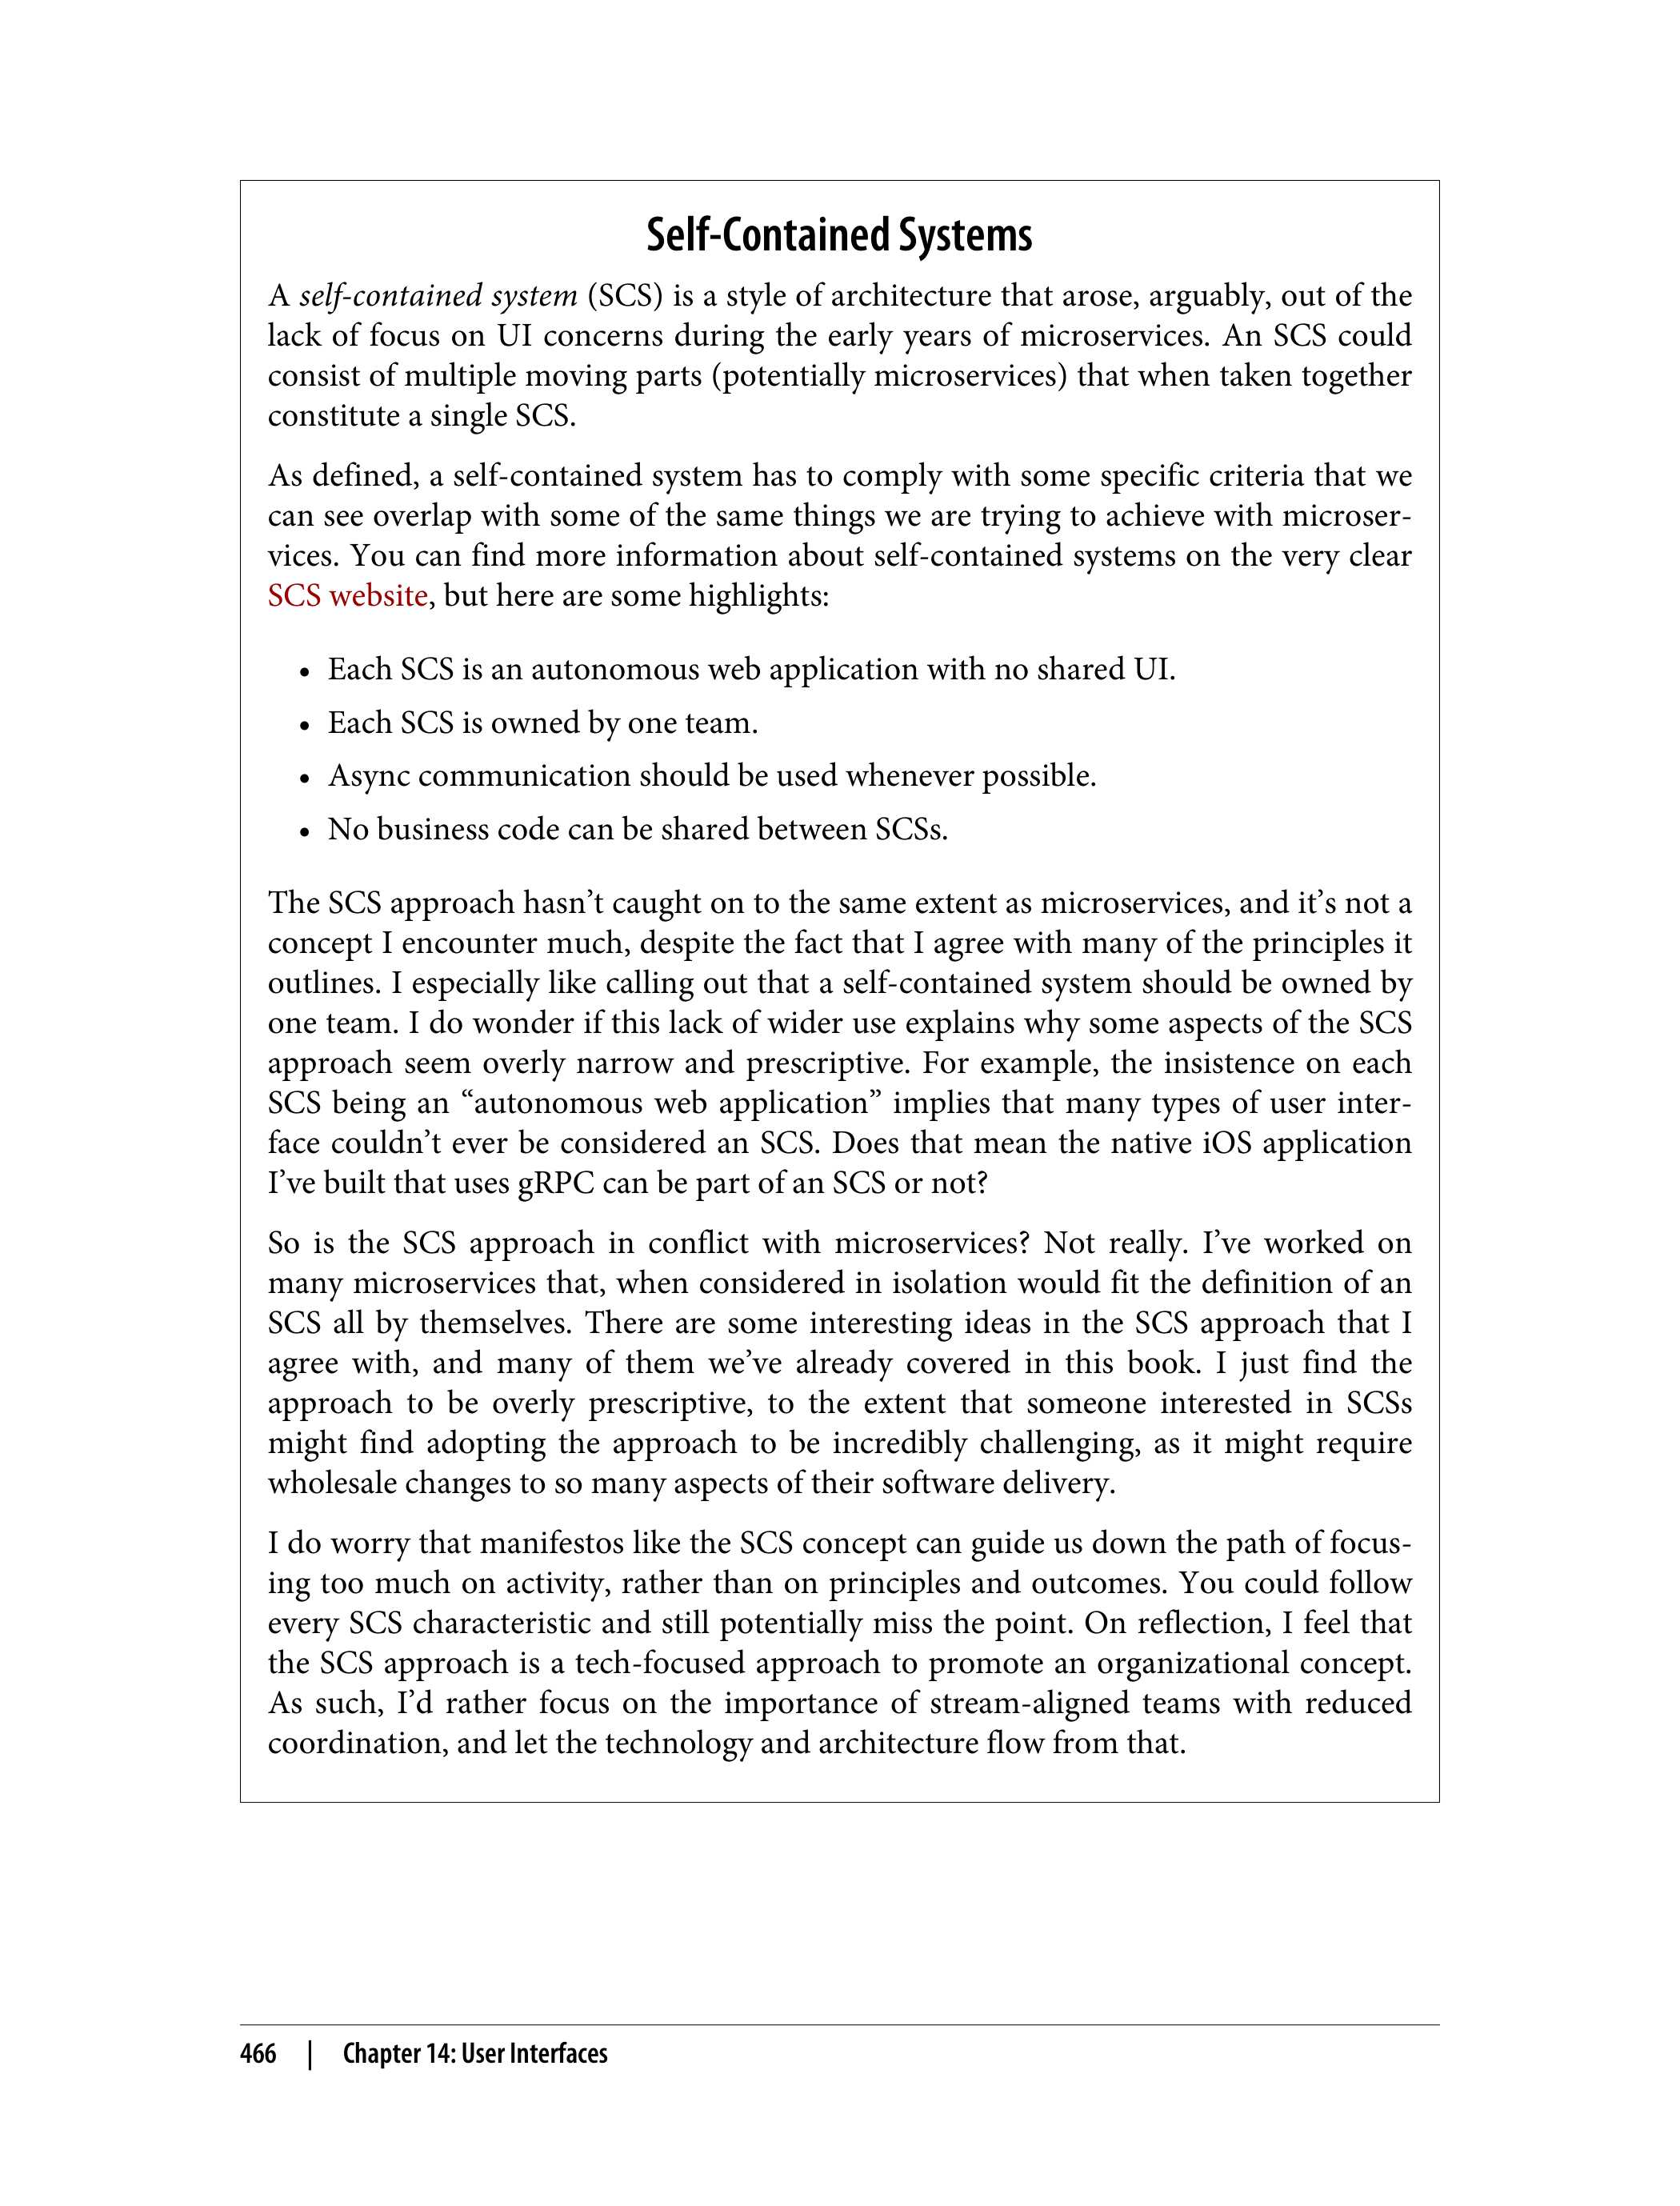 Self-Contained Systems
A self-contained system (SCS) is a style of architecture that arose, arguably, out of the
lack of focus on UI concerns during the early years of microservices. An SCS could
consist of multiple moving parts (potentially microservices) that when taken together
constitute a single SCS.
As defined, a self-contained system has to comply with some specific criteria that we
can see overlap with some of the same things we are trying to achieve with microser-
vices. You can find more information about self-contained systems on the very clear
SCS website, but here are some highlights:
• Each SCS is an autonomous web application with no shared UI.
• Each SCS is owned by one team.
• Async communication should be used whenever possible.
• No business code can be shared between SCSs.
The SCS approach hasn’t caught on to the same extent as microservices, and it’s not a
concept I encounter much, despite the fact that I agree with many of the principles it
outlines. I especially like calling out that a self-contained system should be owned by
one team. I do wonder if this lack of wider use explains why some aspects of the SCS
approach seem overly narrow and prescriptive. For example, the insistence on each
SCS being an “autonomous web application” implies that many types of user inter-
face couldn’t ever be considered an SCS. Does that mean the native iOS application
I’ve built that uses gRPC can be part of an SCS or not?
So is the SCS approach in conflict with microservices? Not really. I’ve worked on
many microservices that, when considered in isolation would fit the definition of an
SCS all by themselves. There are some interesting ideas in the SCS approach that I
agree with, and many of them we’ve already covered in this book. I just find the
approach to be overly prescriptive, to the extent that someone interested in SCSs
might find adopting the approach to be incredibly challenging, as it might require
wholesale changes to so many aspects of their software delivery.
I do worry that manifestos like the SCS concept can guide us down the path of focus-
ing too much on activity, rather than on principles and outcomes. You could follow
every SCS characteristic and still potentially miss the point. On reflection, I feel that
the SCS approach is a tech-focused approach to promote an organizational concept.
As such, I’d rather focus on the importance of stream-aligned teams with reduced
coordination, and let the technology and architecture flow from that.
466 | Chapter 14: User Interfaces